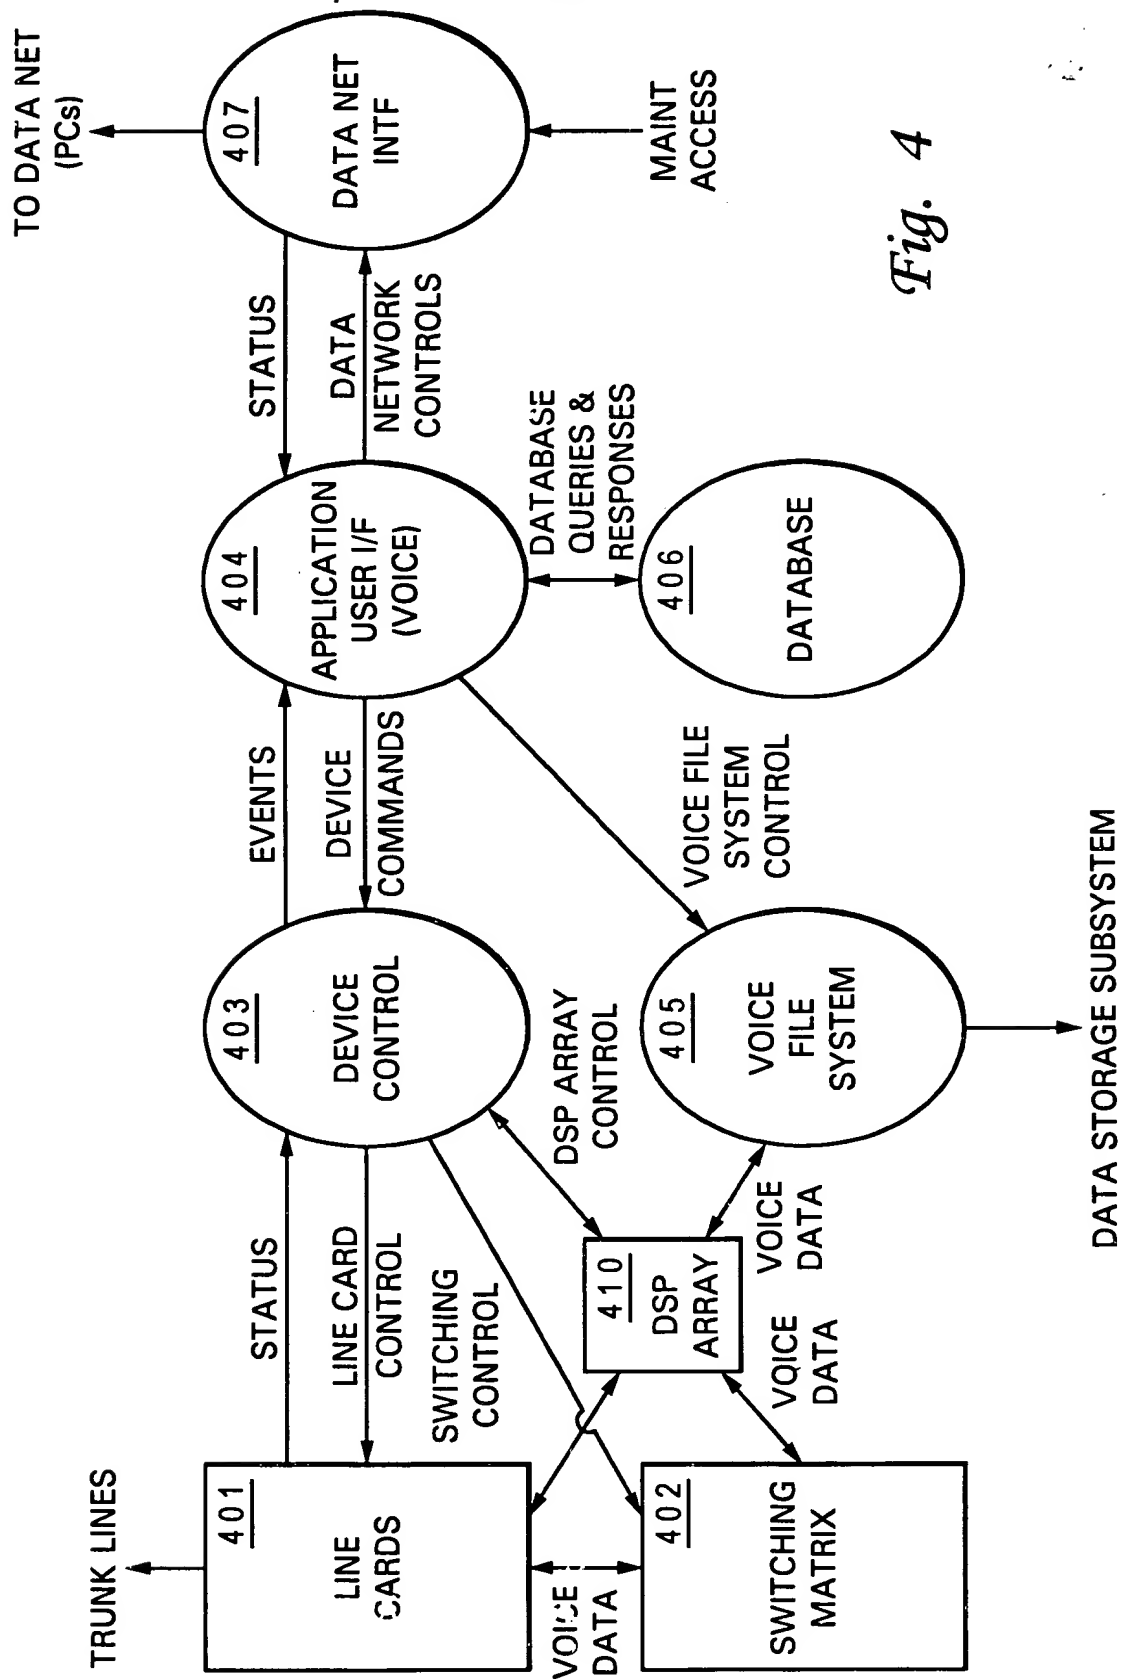 TRUNK LINES
401
LINE
CARDS
STATUS
LINE CARD
CONTROL
SWITCHING
CONTROL
VOICE
DATA
402
SWITCHING
MATRIX
403
DEVICE
CONTROL
DSP ARRAY
CONTROL
410
DSP
ARRAY
VOICE
DATA
VOICE
DATA
405
VOICE
FILE
SYSTEM
DATA STORAGE SUBSYSTEM
EVENTS
DEVICE
COMMANDS
VOICE FILE
SYSTEM
CONTROL
404
APPLICATION
USER I/F
(VOICE)
DATABASE
QUERIES &
RESPONSES
406
DATABASE
STATUS
DATA
NETWORK
CONTROLS
TO DATA NET
(PCs)
407
DATA NET
INTF
MAINT
ACCESS
Fig. 4